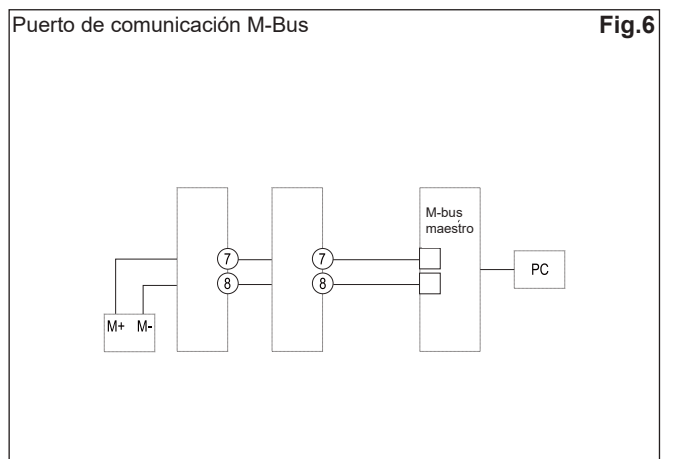 Puerto de comunicación M-Bus
Fig.6
M-bus
maestro
7
7
8
8
PC
M+ M-